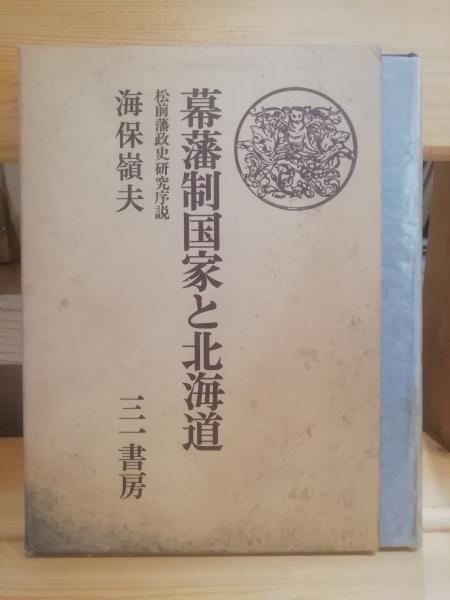 幕藩制国家と北海道
松前藩政史研究序説
海保嶺夫
三一書房